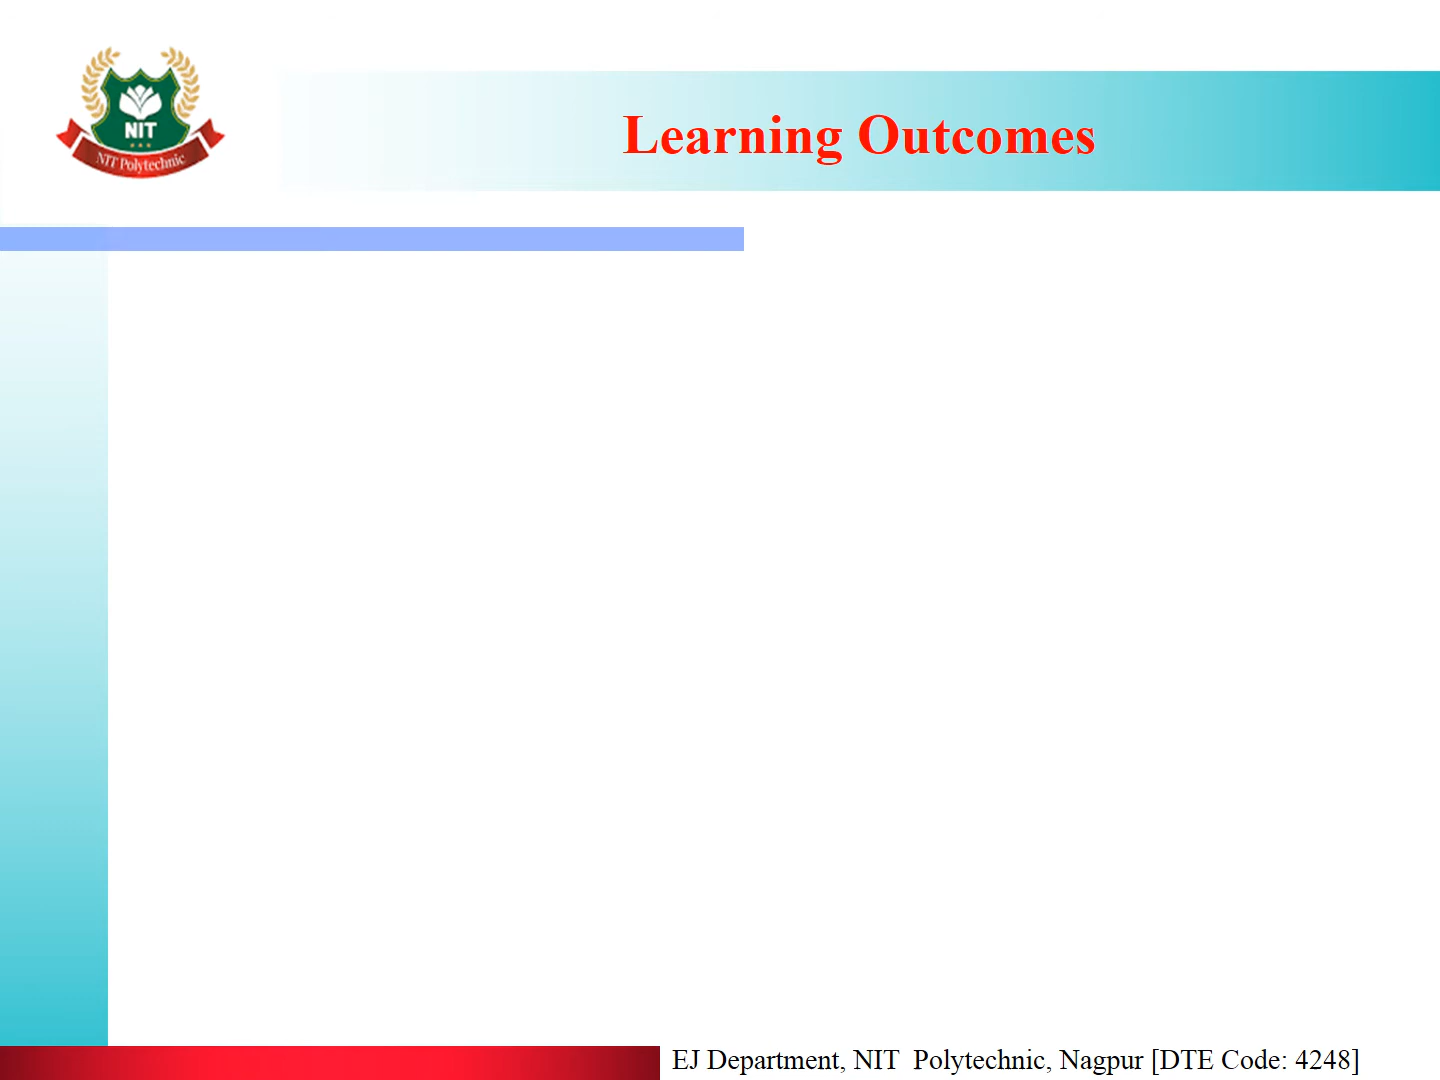 NIT
NIT Polytechnic
Learning Outcomes
EJ Department, NIT  Polytechnic, Nagpur [DTE Code: 4248]